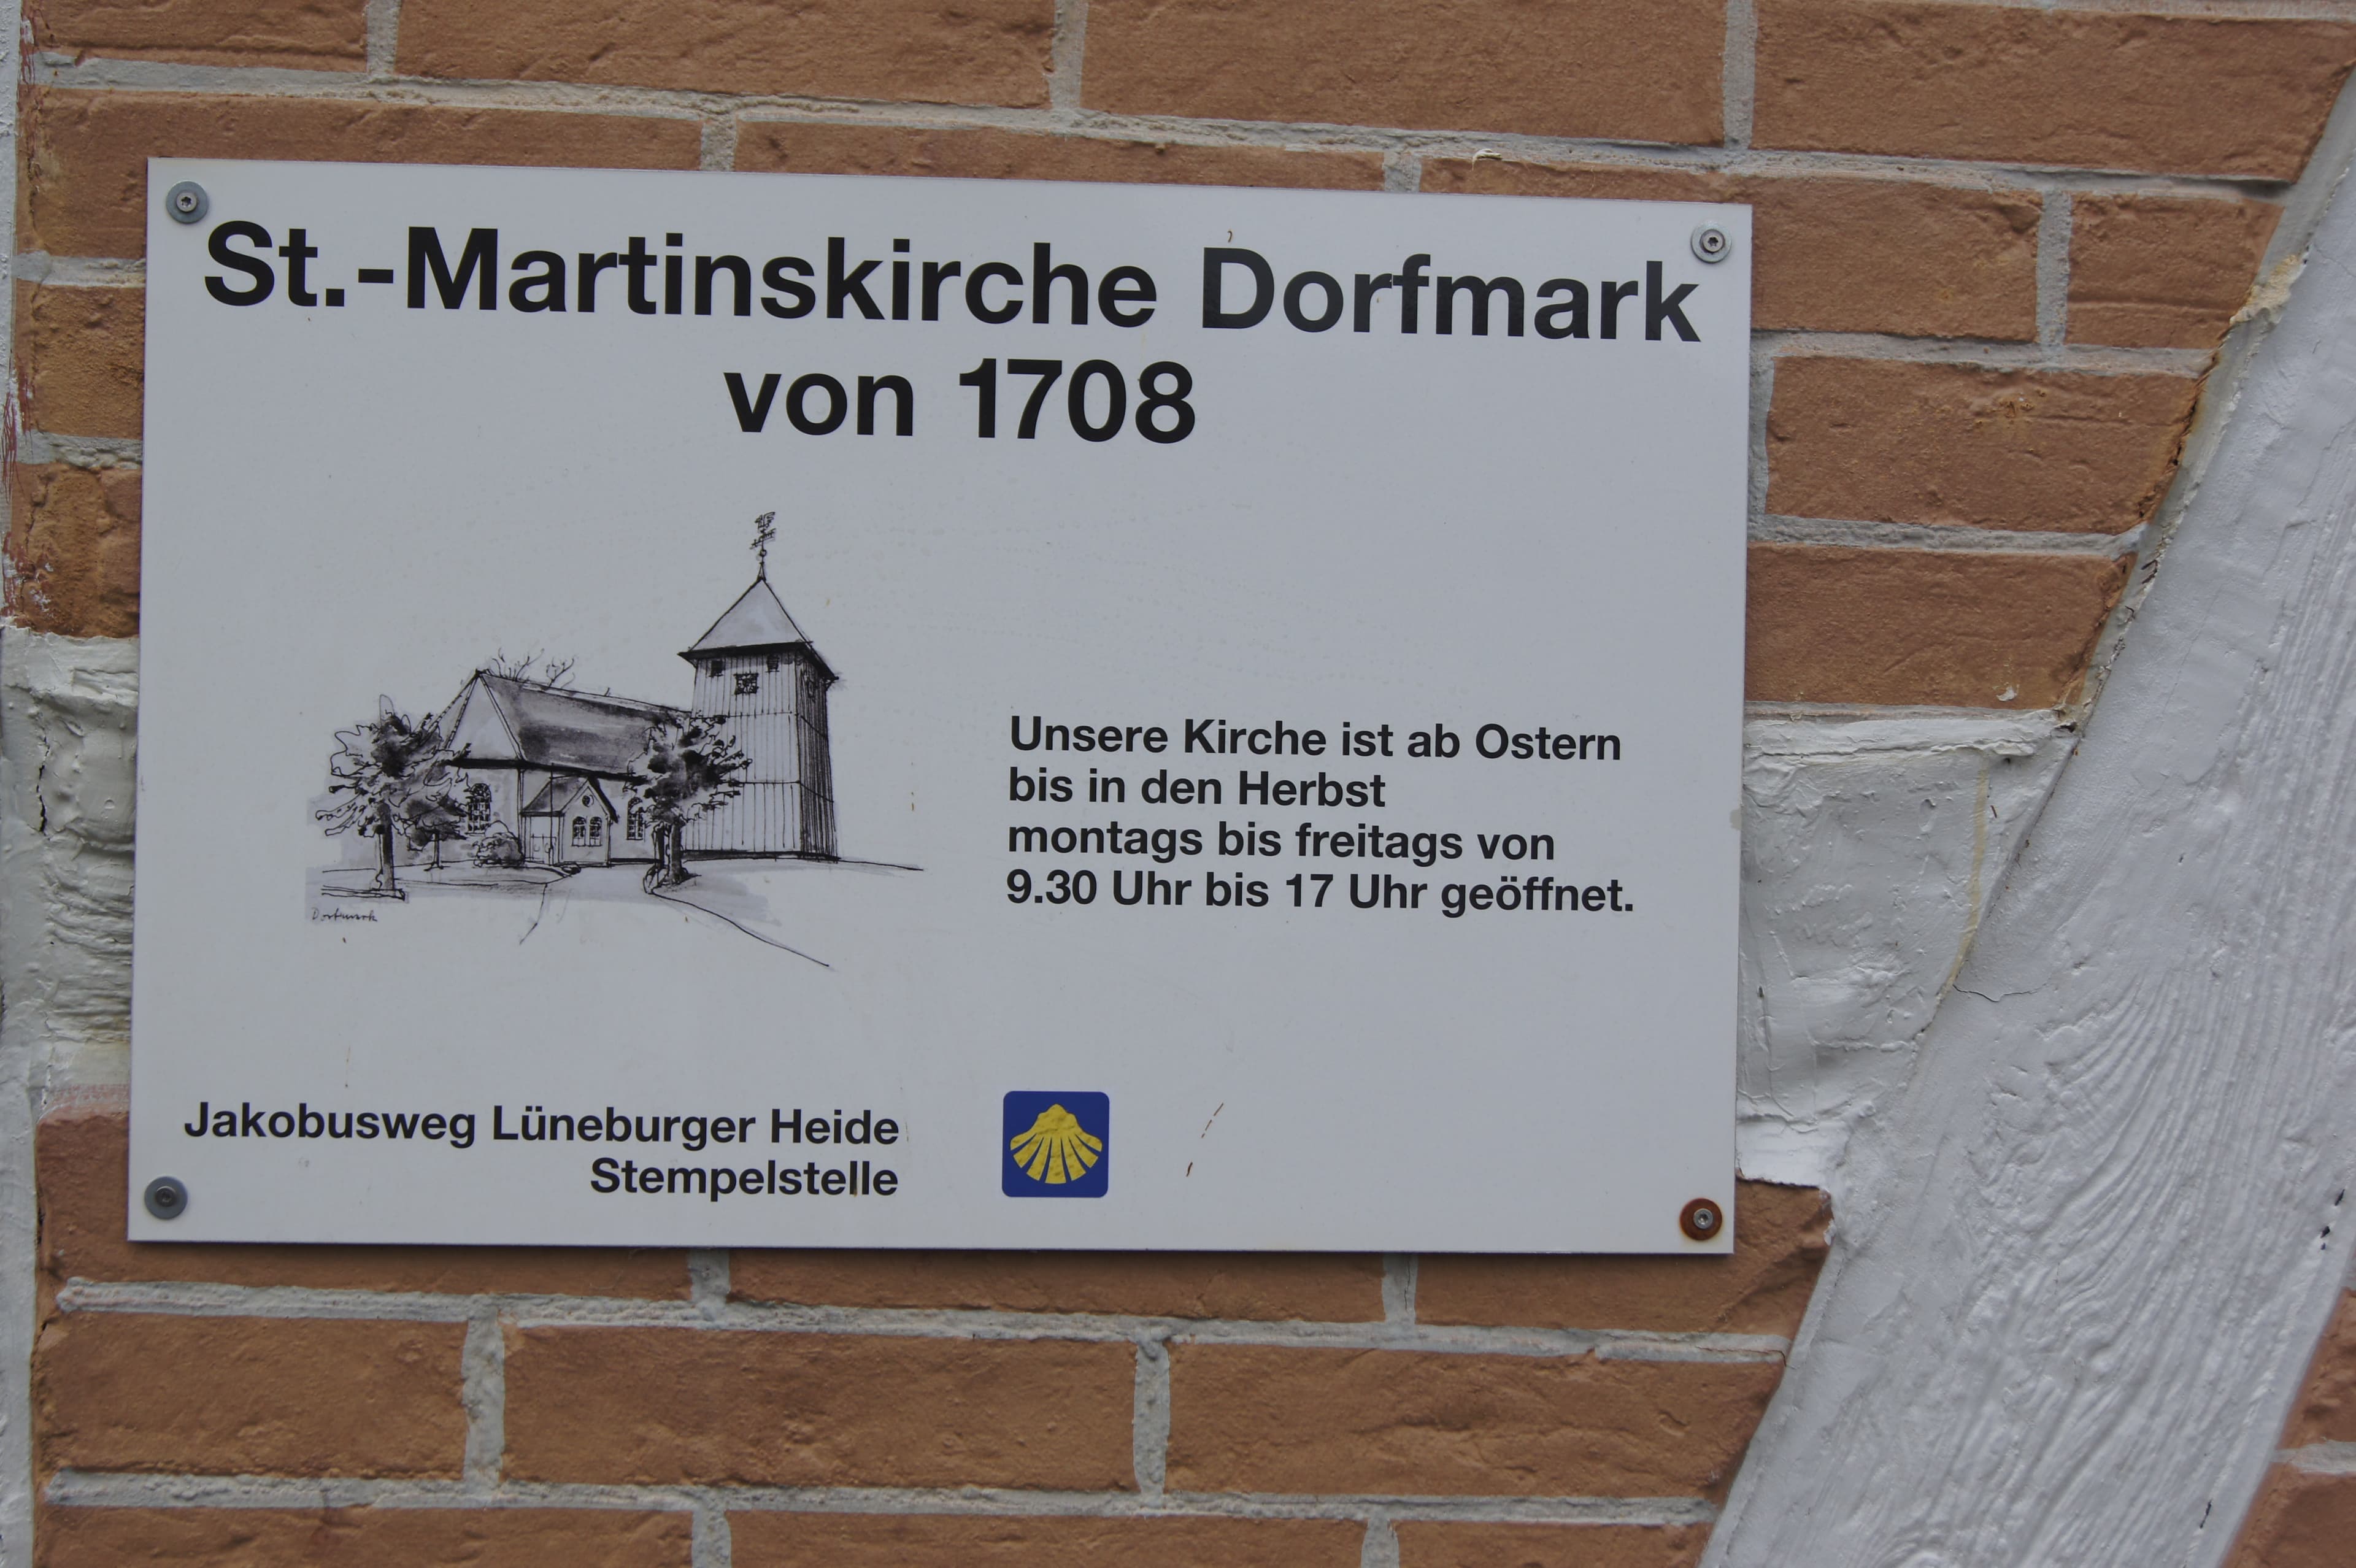 St.-Martinskirche Dorfmark
von 1708
Unsere Kirche ist ab Ostern
bis in den Herbst
montags bis freitags von
9.30 Uhr bis 17 Uhr geöffnet.
Dorfmark
Jakobusweg Lüneburger Heide
Stempelstelle